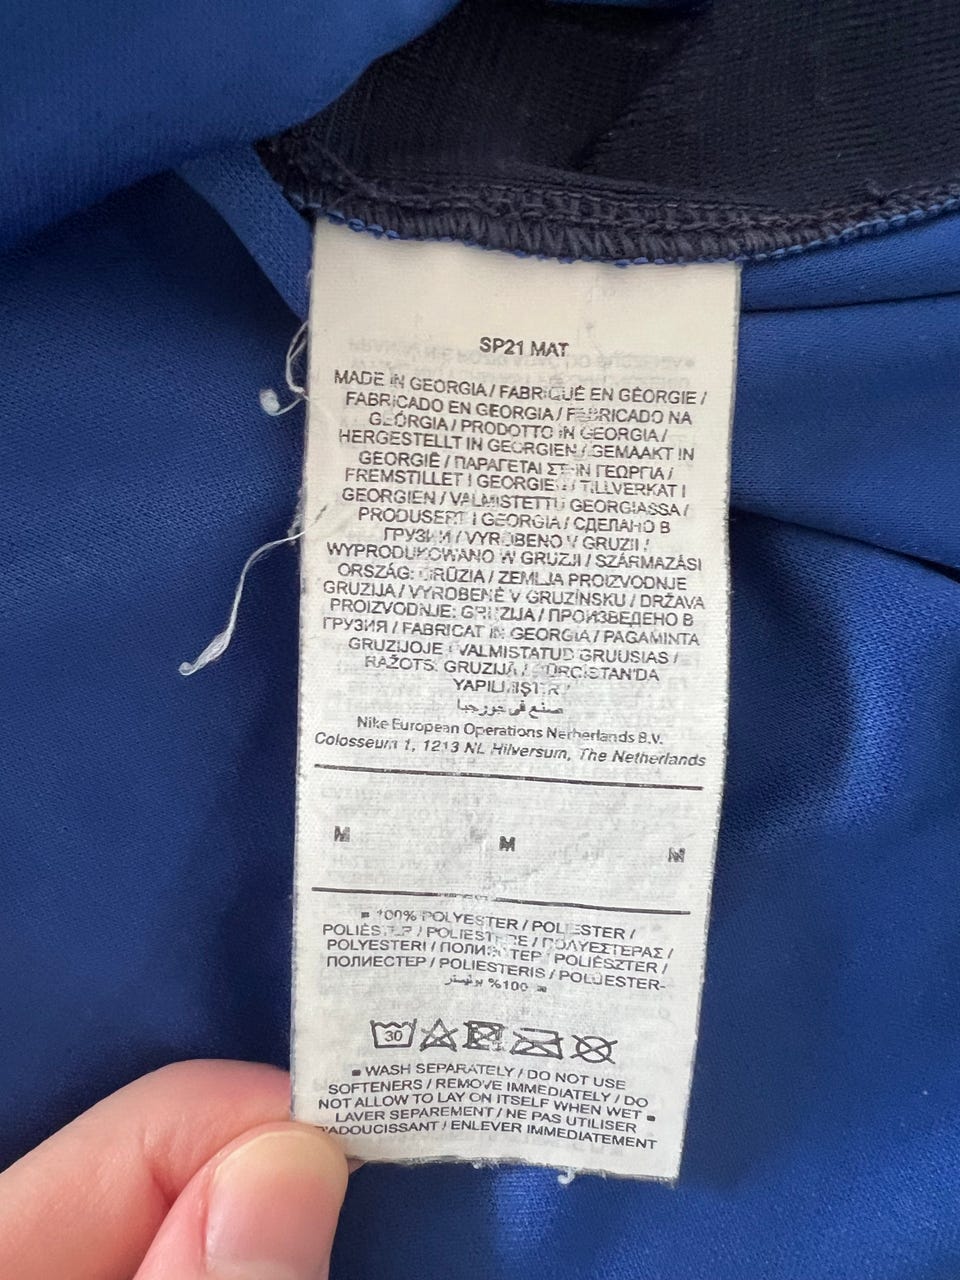 SP21 MAT
MADE IN GEORGIA / FABRIQUÉ EN GÉORGIE /
FABRICADO EN GEORGIA / FABRICADO NA
GEÓRGIA / PRODOTTO IN GEORGIA /
HERGESTELLT IN GEORGIEN / GEMAAKT IN
GEORGIË / ΠΑΡΑΓΕΤΑΙ ΣΤΗΝ ΓΕΩΡΓΙΑ /
FREMSTILLET I GEORGIEN / TILLVERKAT I
GEORGIEN / VALMISTETTU GEORGIASSA /
PRODUSERT I GEORGIA / СДЕЛАНО В
ГРУЗИИ / VYROBENO V GRUZII /
WYPRODUKOWANO W GRUZJI / SZÁRMAZÁSI
ORSZÁG: GRÚZIA / ZEMLJA PROIZVODNJE
GRUZIJA / VYROBENÉ V GRUZÍNSKU / DRŽAVA
PROIZVODNJE: GRUZIJA / ПРОИЗВЕДЕНО В
ГРУЗИЯ / FABRICAT IN GEORGIA / PAGAMINTA
GRUZIJOJE / VALMISTATUD GRUUSIAS /
RAŽOTS: GRUZIJĀ / GÜRCISTAN'DA
YAPILMIŞTIR /
صنع في جورجيا
Nike European Operations Netherlands B.V.
Colosseum 1, 1213 NL Hilversum, The Netherlands
M M M
100% POLYESTER / POLIESTER /
POLIÉSTER / POLIESTERE / ΠΟΛΥΕΣΤΕΡΑΣ /
POLYESTERI / ПОЛИЭСТЕР / POLIÉSZTER /
ПОЛИЕСТЕР / POLIESTERIS / POLÜESTER-
100% بوليستر
30
WASH SEPARATELY / DO NOT USE
SOFTENERS / REMOVE IMMEDIATELY / DO
NOT ALLOW TO LAY ON ITSELF WHEN WET
LAVER SEPAREMENT / NE PAS UTILISER
D'ADOUCISSANT / ENLEVER IMMÉDIATEMENT